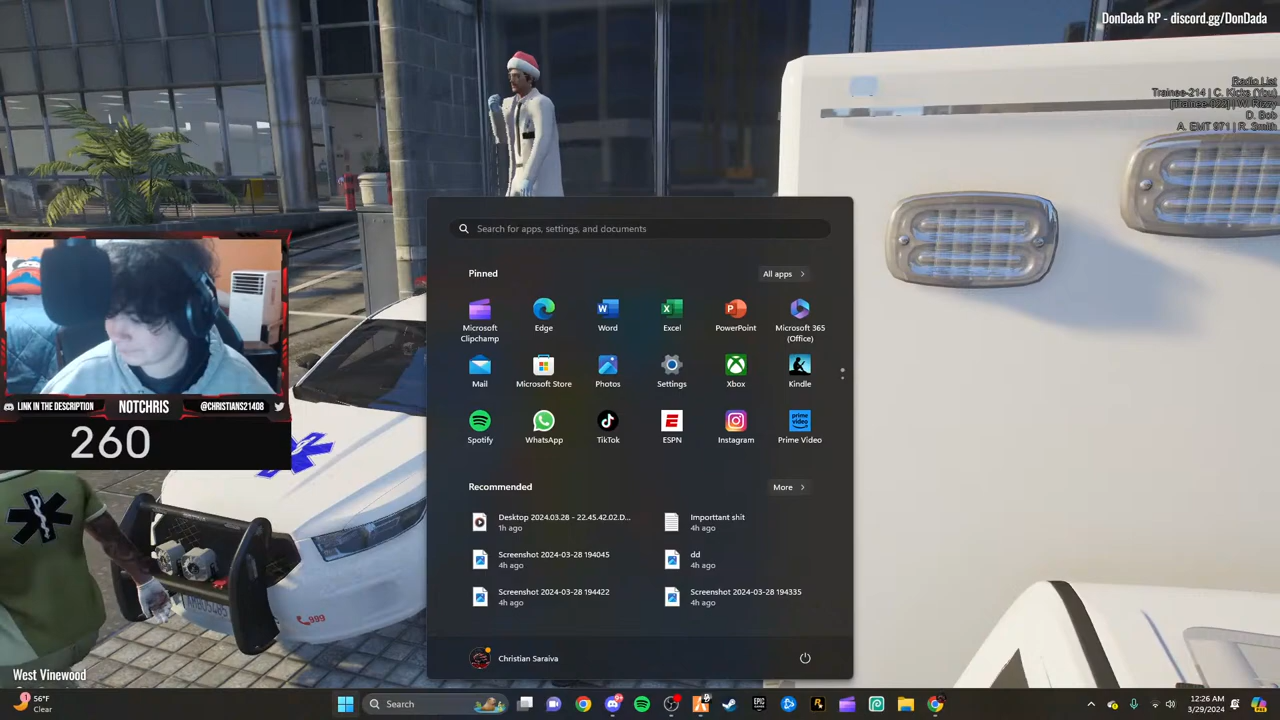 DonDada RP - discord.gg/DonDada
Radio List
Trainee-214 | C. Kicks (You)
D. Bob
A. EMT 971 | R. Smith
Search for apps, settings, and documents
Pinned
All apps
Microsoft Clipchamp
Edge
Word
Excel
PowerPoint
Microsoft 365 (Office)
Mail
Microsoft Store
Photos
Settings
Xbox
Kindle
Spotify
WhatsApp
TikTok
ESPN
Instagram
prime video
Prime Video
LINK IN THE DESCRIPTION
NOTCHRIS
@CHRISTIANS21408
260
Recommended
More
Desktop 2024.03.28 - 22.45.42.02.D...
1h ago
Importtant shit
4h ago
Screenshot 2024-03-28 194045
4h ago
dd
4h ago
Screenshot 2024-03-28 194422
4h ago
Screenshot 2024-03-28 194335
4h ago
999
Christian Saraiva
West Vinewood
56°F
Clear
Search
EPIC
12:26 AM
3/29/2024